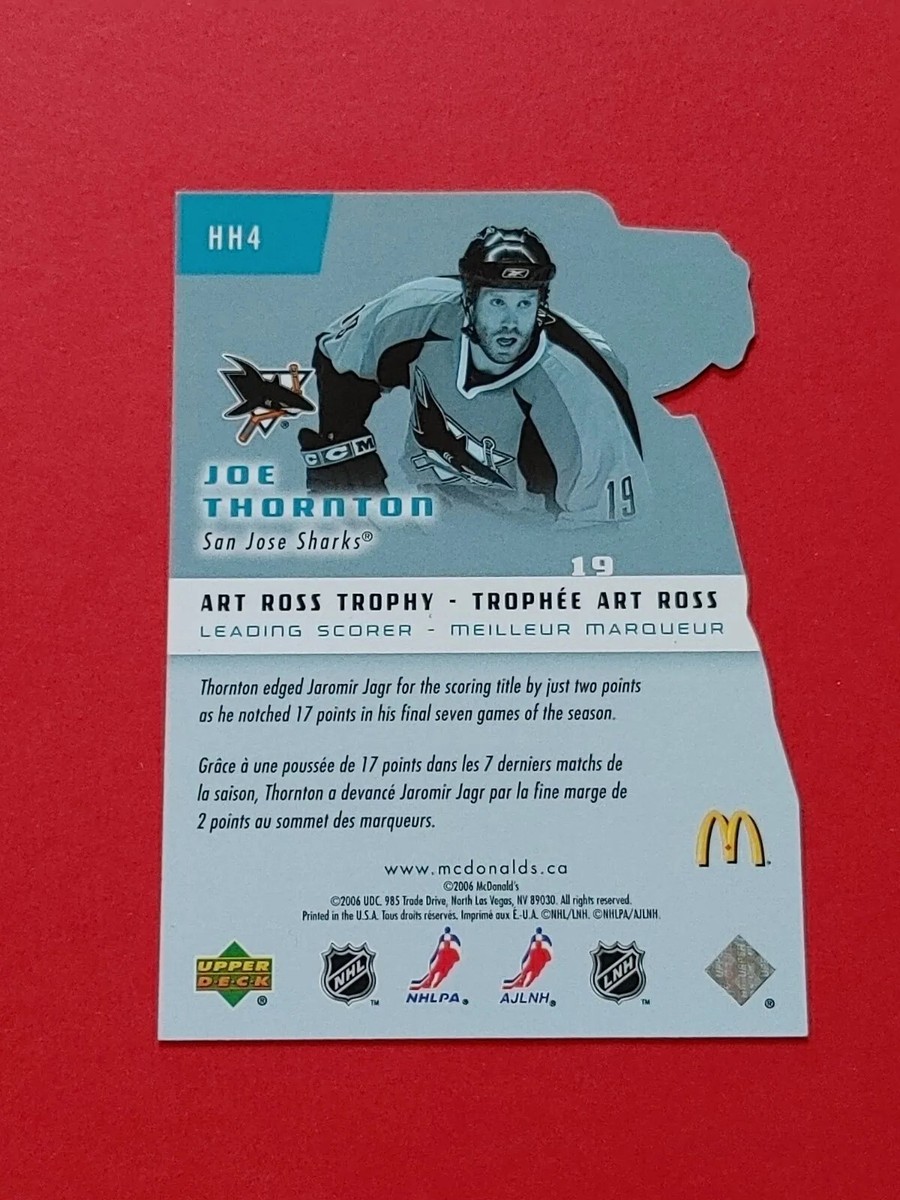 HH4
CCM
JOE
THORNTON
San Jose Sharks®
19
19
ART ROSS TROPHY - TROPHÉE ART ROSS
LEADING SCORER - MEILLEUR MARQUEUR
Thornton edged Jaromir Jagr for the scoring title by just two points
as he notched 17 points in his final seven games of the season.
Grâce à une poussée de 17 points dans les 7 derniers matchs de
la saison, Thornton a devancé Jaromir Jagr par la fine marge de
2 points au sommet des marqueurs.
www.mcdonalds.ca
©2006 McDonald's
©2006 UDC. 985 Trade Drive, North Las Vegas, NV 89030. All rights reserved.
Printed in the U.S.A. Tous droits réservés. Imprimé aux É.-U.A. ©NHL/LNH. ©NHLPA/AJLNH.
UPPER
DECK ®
NHL ™
NHLPA®
AJLNH®
LNH ™
®